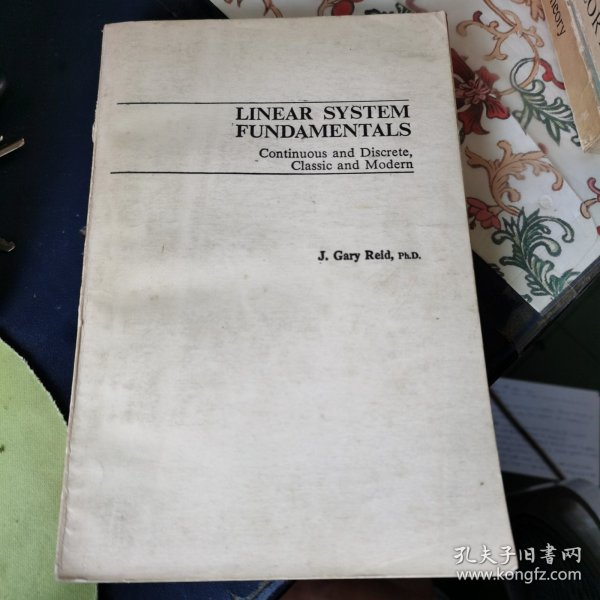 LINEAR SYSTEM
FUNDAMENTALS
Continuous and Discrete,
Classic and Modern
J. Gary Reid, PH.D.
theory
孔夫子旧书网
www.kongfz.com